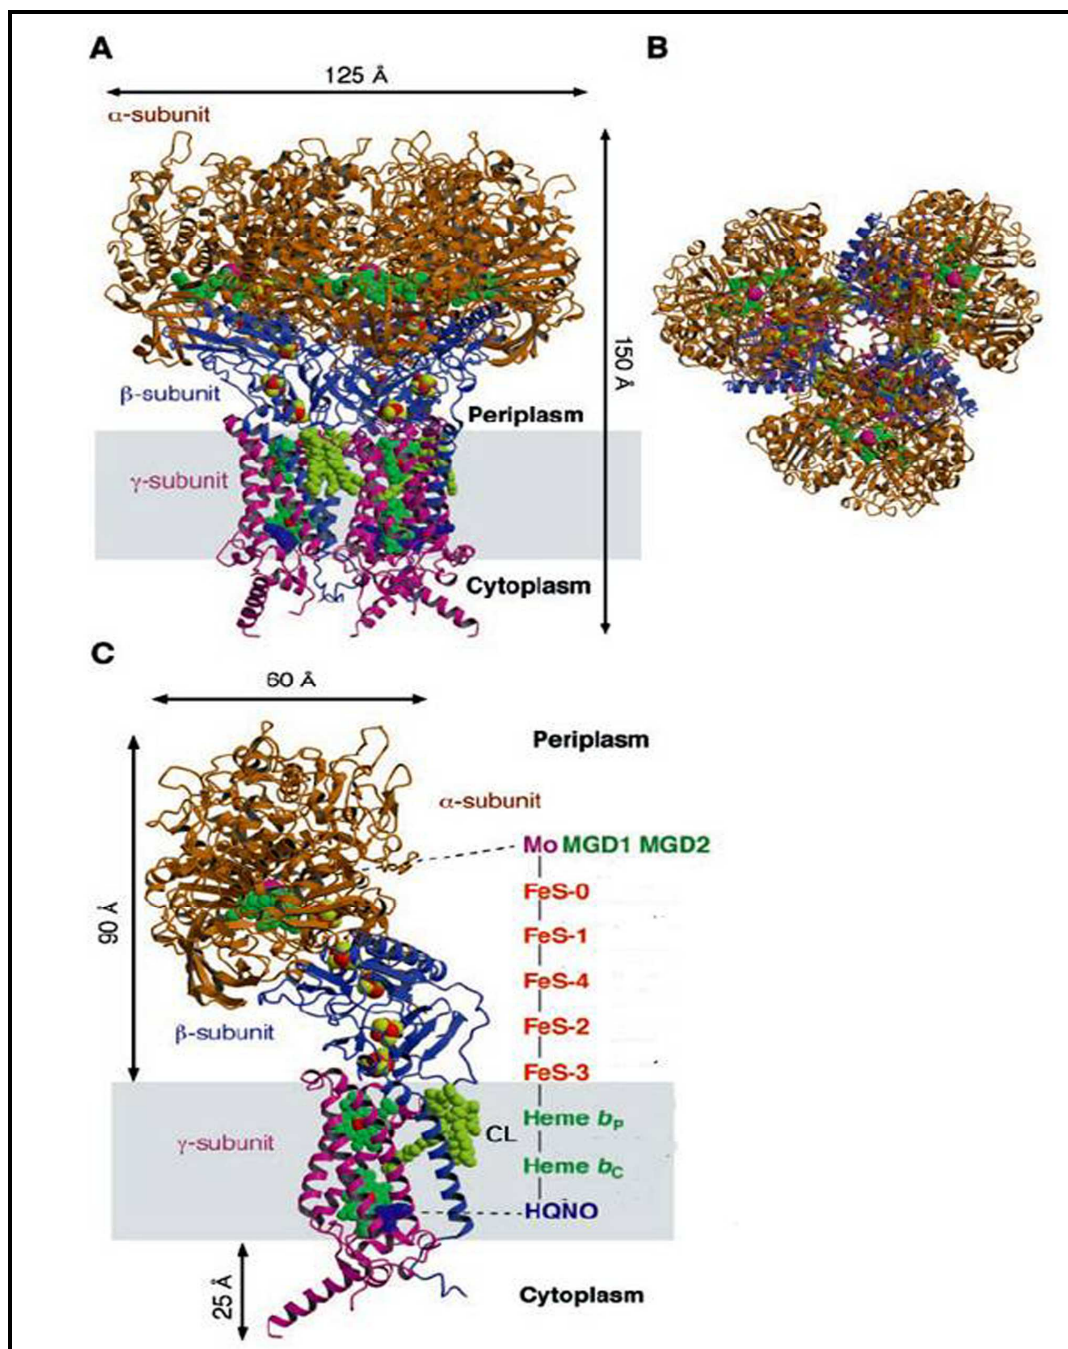 A
B
125 Å
α-subunit
150 Å
β-subunit
Periplasm
γ-subunit
Cytoplasm
C
60 Å
Periplasm
α-subunit
Mo MGD1 MGD2
FeS-0
90 Å
FeS-1
FeS-4
β-subunit
FeS-2
FeS-3
Heme bP
CL
γ-subunit
Heme bC
HQNO
25 Å
Cytoplasm